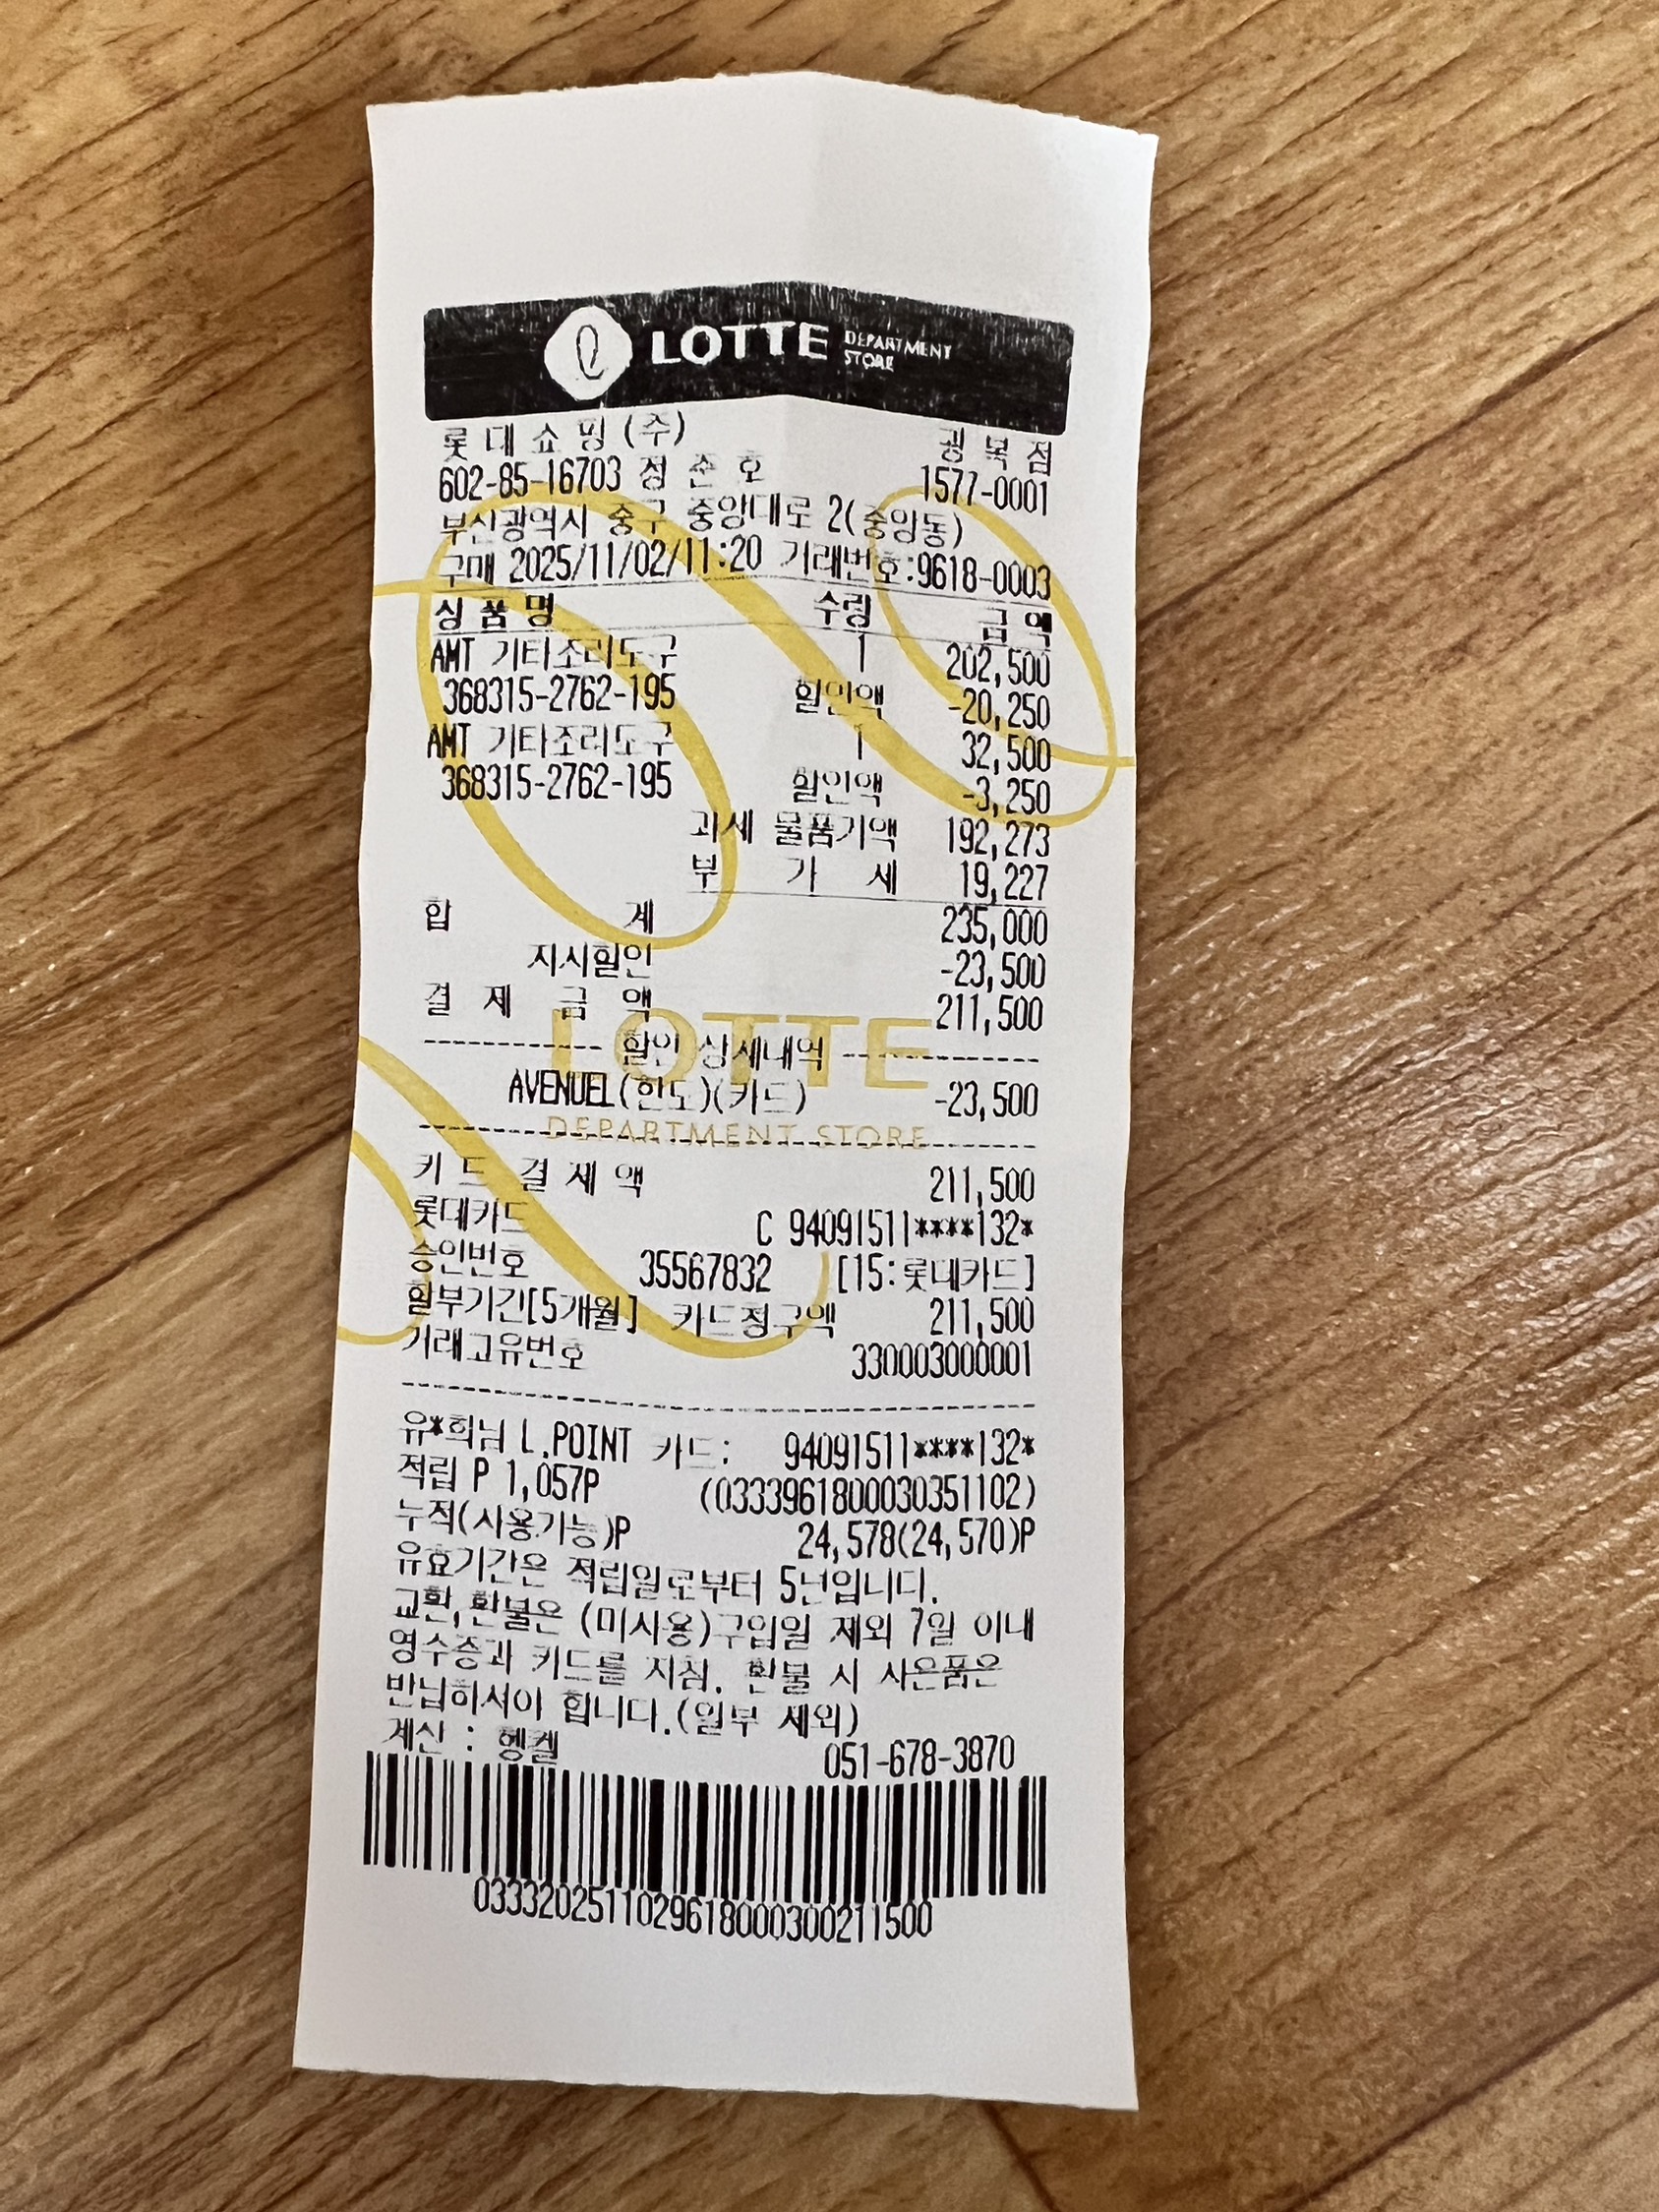 LOTTE DEPARTMENT STORE
롯데쇼핑(주) 광복점
602-85-16703 정준호 1577-0001
부산광역시 중구 중앙대로 2(중앙동)
구매 2025/11/02/11:20 거래번호:9618-0003
상품명 수량 금액
AMT 기타조리도구 1 202,500
368315-2762-195 할인액 -20,250
AMT 기타조리도구 1 32,500
368315-2762-195 할인액 -3,250
과세 물품가액 192,273
부 가 세 19,227
합 계 235,000
지시할인 -23,500
결 제 금 액 211,500
할인 상세내역
AVENUEL(한도)(카드) -23,500
LOTTE
DEPARTMENT STORE
카 드 결 제 액 211,500
롯데카드 C 94091511****132*
승인번호 35567832 [15:롯데카드]
할부기간[5개월] 카드청구액 211,500
거래고유번호 330003000001
유*희님 L.POINT 카드: 94091511****132*
적립 P 1,057P (0333961800030351102)
누적(사용가능)P 24,578(24,570)P
유효기간은 적립일로부터 5년입니다.
교환,환불은 (미사용)구입일 제외 7일 이내
영수증과 카드를 지참. 환불 시 사은품은
반납하셔야 합니다.(일부 제외)
계산 : 헹켈 051-678-3870
0333202511029618000300211500